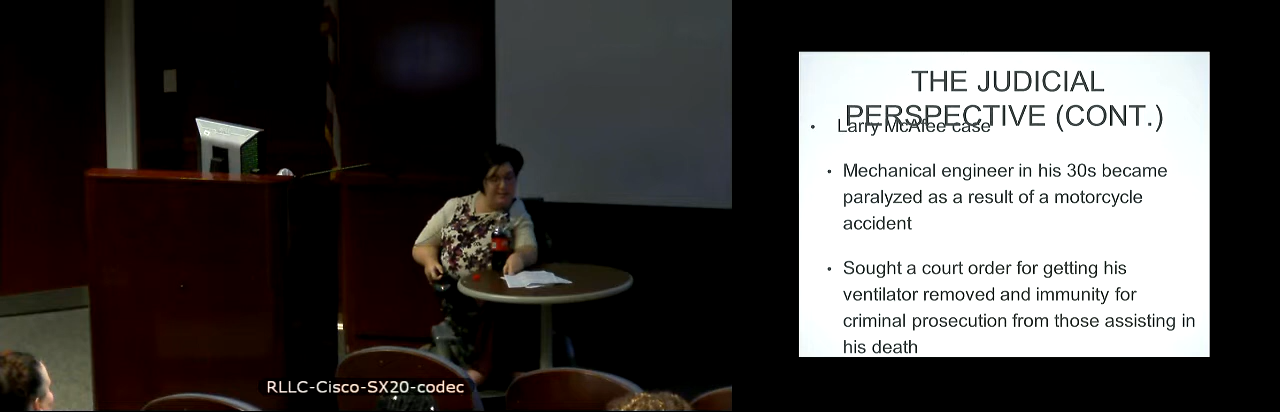 THE JUDICIAL
PERSPECTIVE (CONT.)
• Larry McAfee case
• Mechanical engineer in his 30s became
paralyzed as a result of a motorcycle
accident
• Sought a court order for getting his
ventilator removed and immunity for
criminal prosecution from those assisting in
his death
RLLC-Cisco-SX20-codec